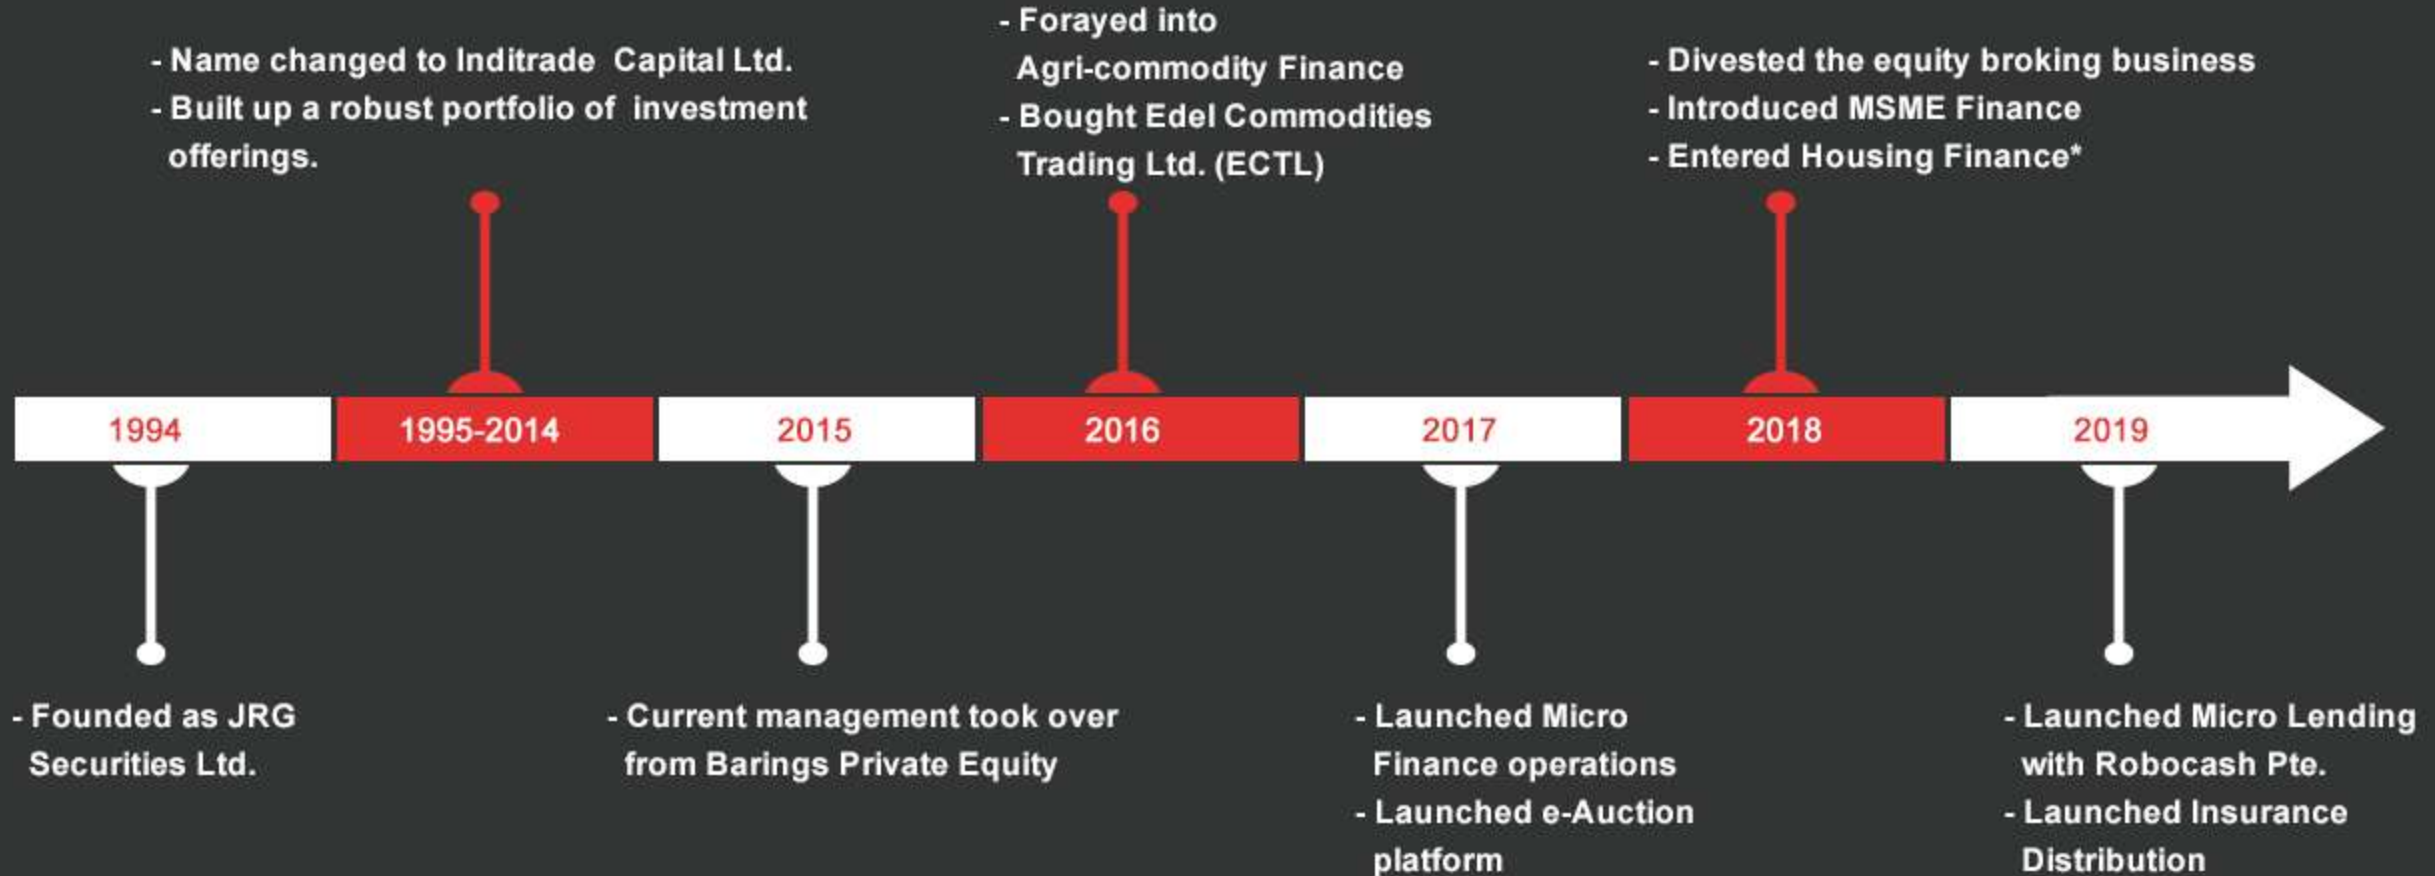 - Name changed to Inditrade Capital Ltd.
- Built up a robust portfolio of investment
offerings.
- Forayed into
Agri-commodity Finance
- Bought Edel Commodities
Trading Ltd. (ECTL)
- Divested the equity broking business
- Introduced MSME Finance
- Entered Housing Finance*
1994
1995-2014
2015
2016
2017
2018
2019
- Founded as JRG
Securities Ltd.
- Current management took over
from Barings Private Equity
- Launched Micro
Finance operations
- Launched e-Auction
platform
- Launched Micro Lending
with Robocash Pte.
- Launched Insurance
Distribution